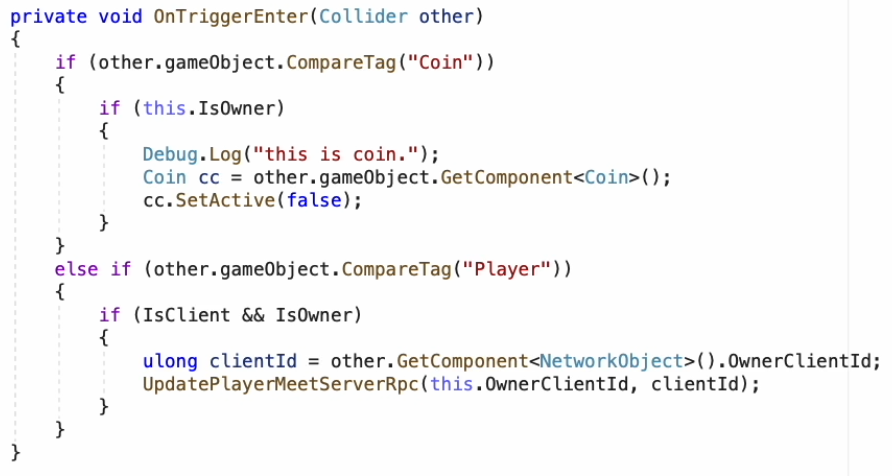 private void OnTriggerEnter(Collider other)
{
    if (other.gameObject.CompareTag("Coin"))
    {
        if (this.IsOwner)
        {
            Debug.Log("this is coin.");
            Coin cc = other.gameObject.GetComponent<Coin>();
            cc.SetActive(false);
        }
    }
    else if (other.gameObject.CompareTag("Player"))
    {
        if (IsClient && IsOwner)
        {
            ulong clientId = other.GetComponent<NetworkObject>().OwnerClientId;
            UpdatePlayerMeetServerRpc(this.OwnerClientId, clientId);
        }
    }
}